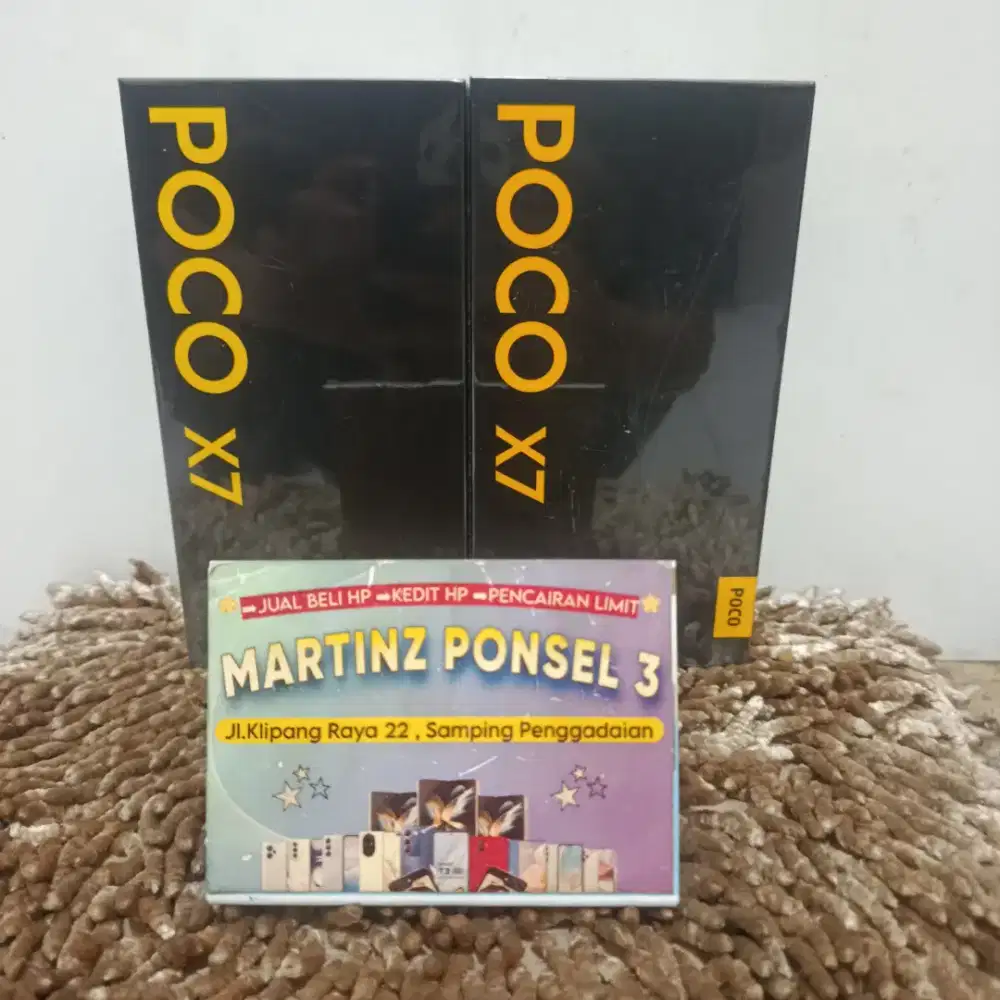 POCO X7
POCO X7
POCO
➡JUAL BELI HP ➡KEDIT HP ➡PENCAIRAN LIMIT
MARTINZ PONSEL 3
Jl.Klipang Raya 22 , Samping Penggadaian